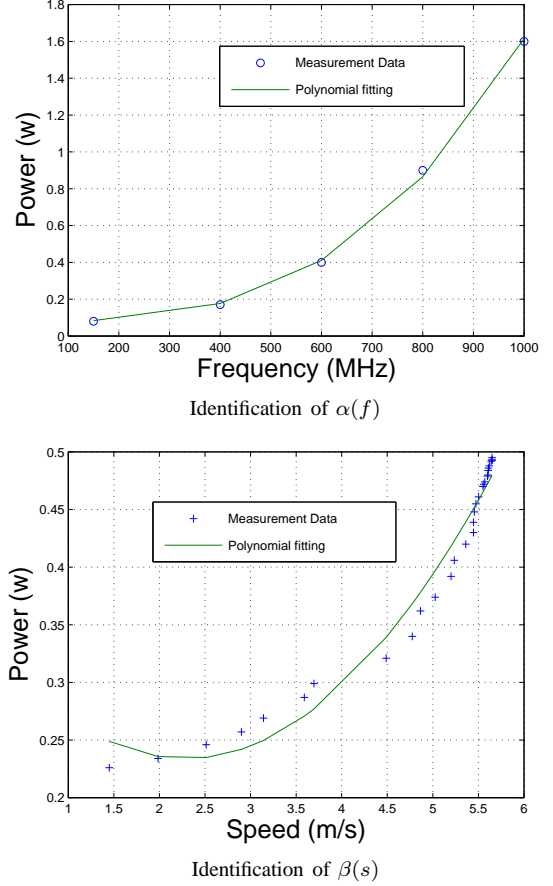 1.8
1.6
1.4
1.2
1
0.8
0.6
0.4
0.2
0
Power (w)
Measurement Data
Polynomial fitting
100 200 300 400 500 600 700 800 900 1000
Frequency (MHz)
Identification of α(f)
0.5
0.45
0.4
0.35
0.3
0.25
0.2
Power (w)
Measurement Data
Polynomial fitting
1 1.5 2 2.5 3 3.5 4 4.5 5 5.5 6
Speed (m/s)
Identification of β(s)